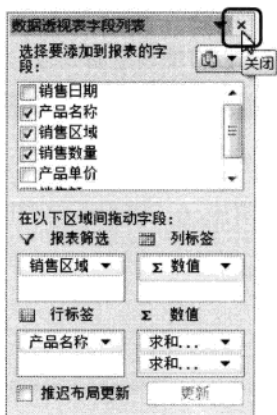 数据透视表字段列表
选择要添加到报表的字
段:
关闭
销售日期
产品名称
销售区域
销售数量
产品单价
在以下区域间拖动字段:
报表筛选
列标签
销售区域
Σ 数值
行标签
Σ 数值
产品名称
求和...
求和...
推迟布局更新
更新